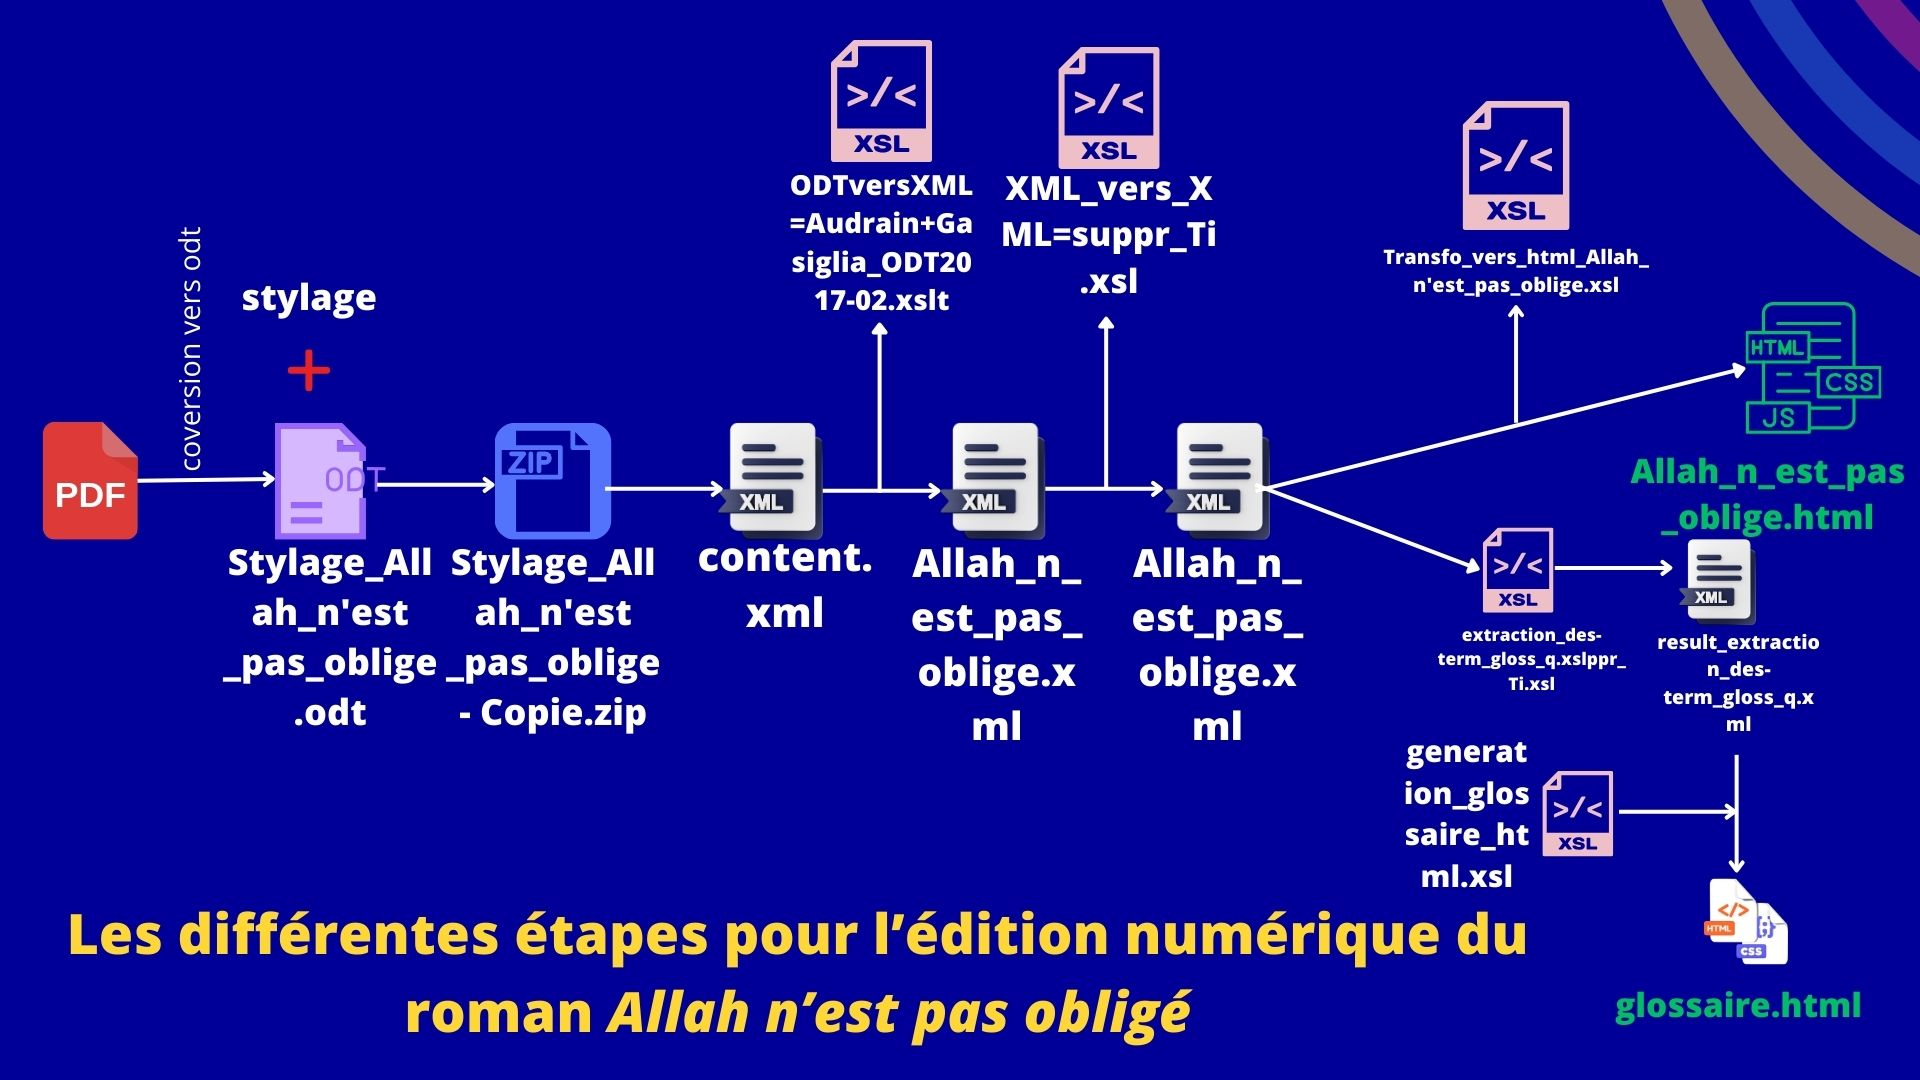 >/<
XSL
ODTversXML
=Audrain+Ga
siglia_ODT20
17-02.xslt
>/<
XSL
XML_vers_X
ML=suppr_Ti
.xsl
>/<
XSL
Transfo_vers_html_Allah_
n'est_pas_oblige.xsl
coversion vers odt
stylage
+
PDF
ODT
Stylage_All
ah_n'est
_pas_oblige
.odt
ZIP
Stylage_All
ah_n'est
_pas_oblige
- Copie.zip
XML
content.
xml
XML
Allah_n_
est_pas_
oblige.x
ml
XML
Allah_n_
est_pas_
oblige.x
ml
HTML
CSS
JS
Allah_n_est_pas
_oblige.html
>/<
XSL
extraction_des-
term_gloss_q.xslppr_
Ti.xsl
XML
result_extractio
n_des-
term_gloss_q.x
ml
generat
ion_glos
saire_ht
ml.xsl
>/<
XSL
</>
HTML
{;}
CSS
glossaire.html
Les différentes étapes pour l’édition numérique du
roman Allah n’est pas obligé